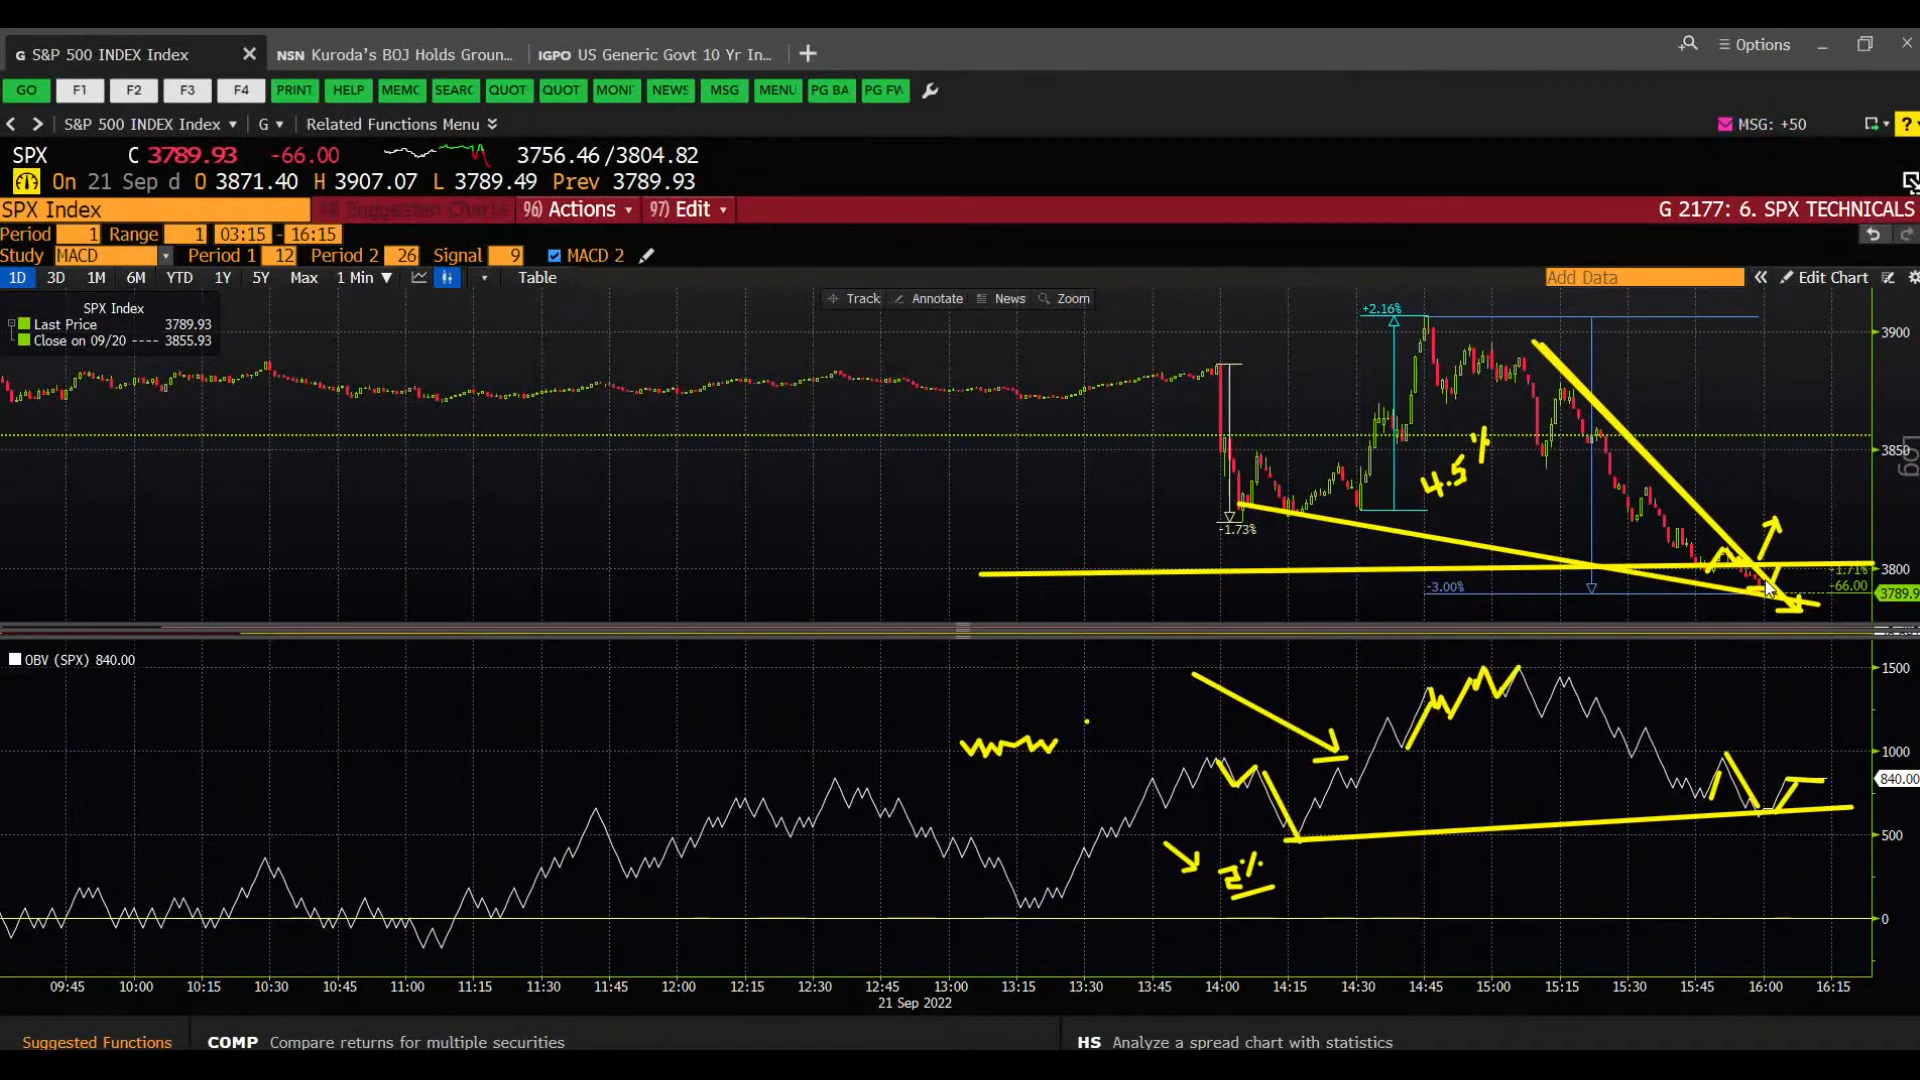 G S&P 500 INDEX Index
NSN Kuroda's BOJ Holds Groun...
IGPO US Generic Govt 10 Yr In...
Options
GO F1 F2 F3 F4 PRINT HELP MEMC SEARC QUOT QUOT MONI NEWS MSG MENU PG BA PG FW
S&P 500 INDEX Index G Related Functions Menu MSG: +50 ?
SPX C 3789.93 -66.00 3756.46 /3804.82
On 21 Sep d O 3871.40 H 3907.07 L 3789.49 Prev 3789.93
SPX Index Suggested Charts 96) Actions 97) Edit G 2177: 6. SPX TECHNICALS
Period 1 Range 1 03:15 - 16:15
Study MACD Period 1 12 Period 2 26 Signal 9 MACD 2
1D 3D 1M 6M YTD 1Y 5Y Max 1 Min Table Add Data « Edit Chart
Track Annotate News Zoom
SPX Index
Last Price 3789.93
Close on 09/20 ---- 3855.93
+2.16%
3900
4.5%
3850
Log
-1.73%
3800
-1.71%
-3.00%
-66.00
3789.9
OBV (SPX) 840.00
1500
1000
840.00
500
2%
0
09:45 10:00 10:15 10:30 10:45 11:00 11:15 11:30 11:45 12:00 12:15 12:30 12:45 13:00 13:15 13:30 13:45 14:00 14:15 14:30 14:45 15:00 15:15 15:30 15:45 16:00 16:15
21 Sep 2022
Suggested Functions COMP Compare returns for multiple securities HS Analyze a spread chart with statistics